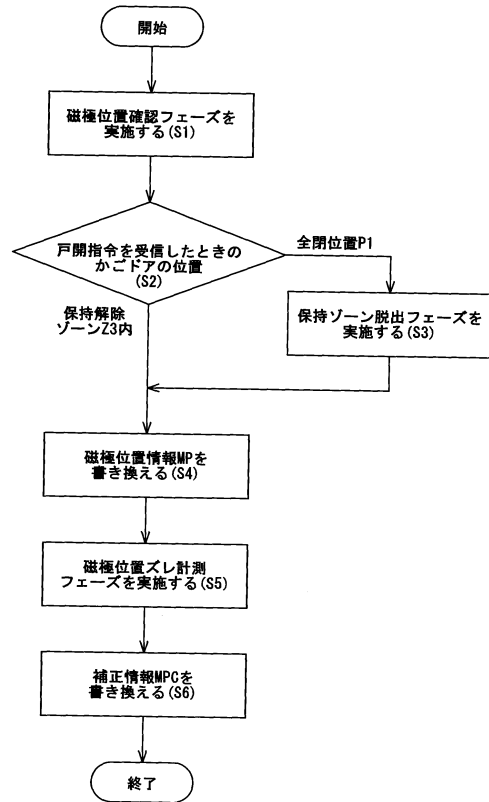 開始
磁極位置確認フェーズを
実施する(S1)
戸開指令を受信したときの
かごドアの位置
(S2)
全閉位置P1
保持解除
ゾーンZ3内
保持ゾーン脱出フェーズを
実施する(S3)
磁極位置情報MPを
書き換える(S4)
磁極位置ズレ計測
フェーズを実施する(S5)
補正情報MPCを
書き換える(S6)
終了